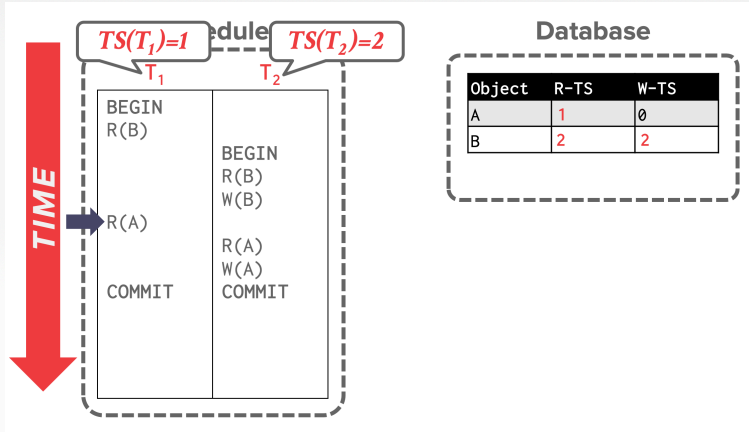 Schedule
TS(T1)=1
TS(T2)=2
T1
T2
BEGIN
R(B)
BEGIN
R(B)
W(B)
R(A)
R(A)
W(A)
COMMIT
COMMIT
TIME
Database
Object R-TS W-TS
A 1 0
B 2 2